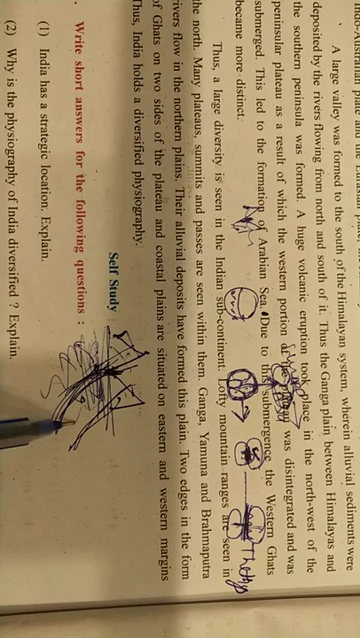 • A large valley was formed to the south of the Himalayan system, wherein alluvial sediments were
deposited by the rivers flowing from north and south of it. Thus the Ganga plain between Himalayas and
the southern peninsula was formed. A huge volcanic eruption took place in the north-west of the
peninsular plateau as a result of which the western portion of the was disintegrated and was
submerged. This led to the formation of Arabian Sea. Due to this submergence the Western Ghats
became more distinct.
Thus, a large diversity is seen in the Indian sub-continent. Lofty mountain ranges are seen in
the north. Many plateaus, summits and passes are seen within them. Ganga, Yamuna and Brahmaputra
rivers flow in the northern plains. Their alluvial deposits have formed this plain. Two edges in the form
of Ghats on two sides of the plateau and coastal plains are situated on eastern and western margins
Thus, India holds a diversified physiography.
Self Study
• Write short answers for the following questions :
(1) India has a strategic location. Explain.
(2) Why is the physiography of India diversified ? Explain.